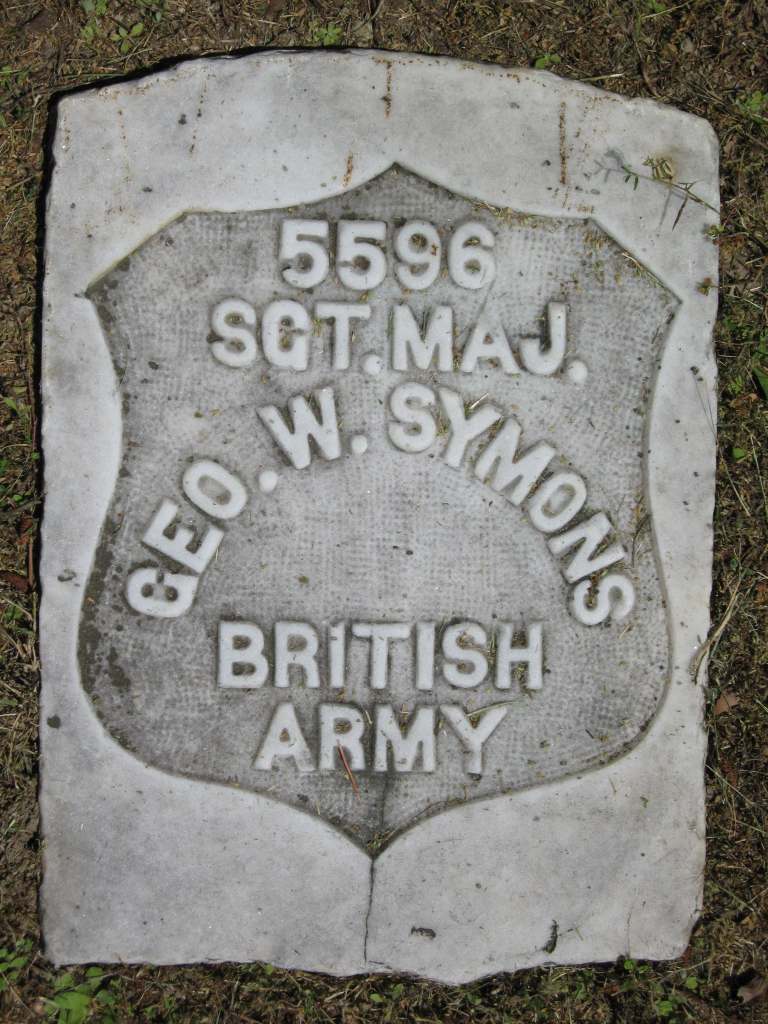 5596
SGT. MAJ.
GEO. W. SYMONS
BRITISH
ARMY